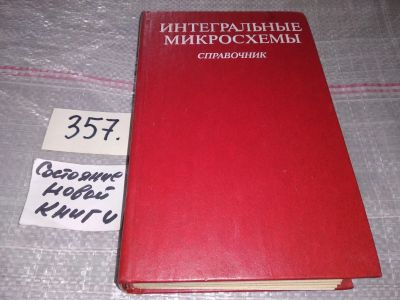 ИНТЕГРАЛЬНЫЕ
МИКРОСХЕМЫ
СПРАВОЧНИК
357.
Состояние
новой
книги